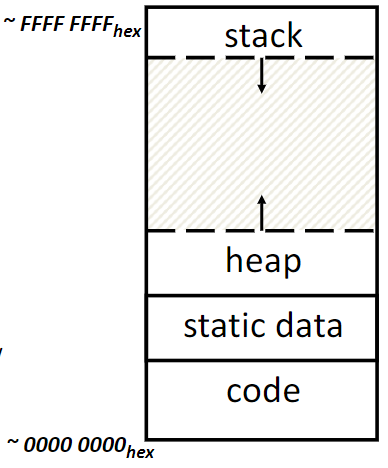 ~ FFFF FFFFhex
stack
heap
static data
code
~ 0000 0000hex